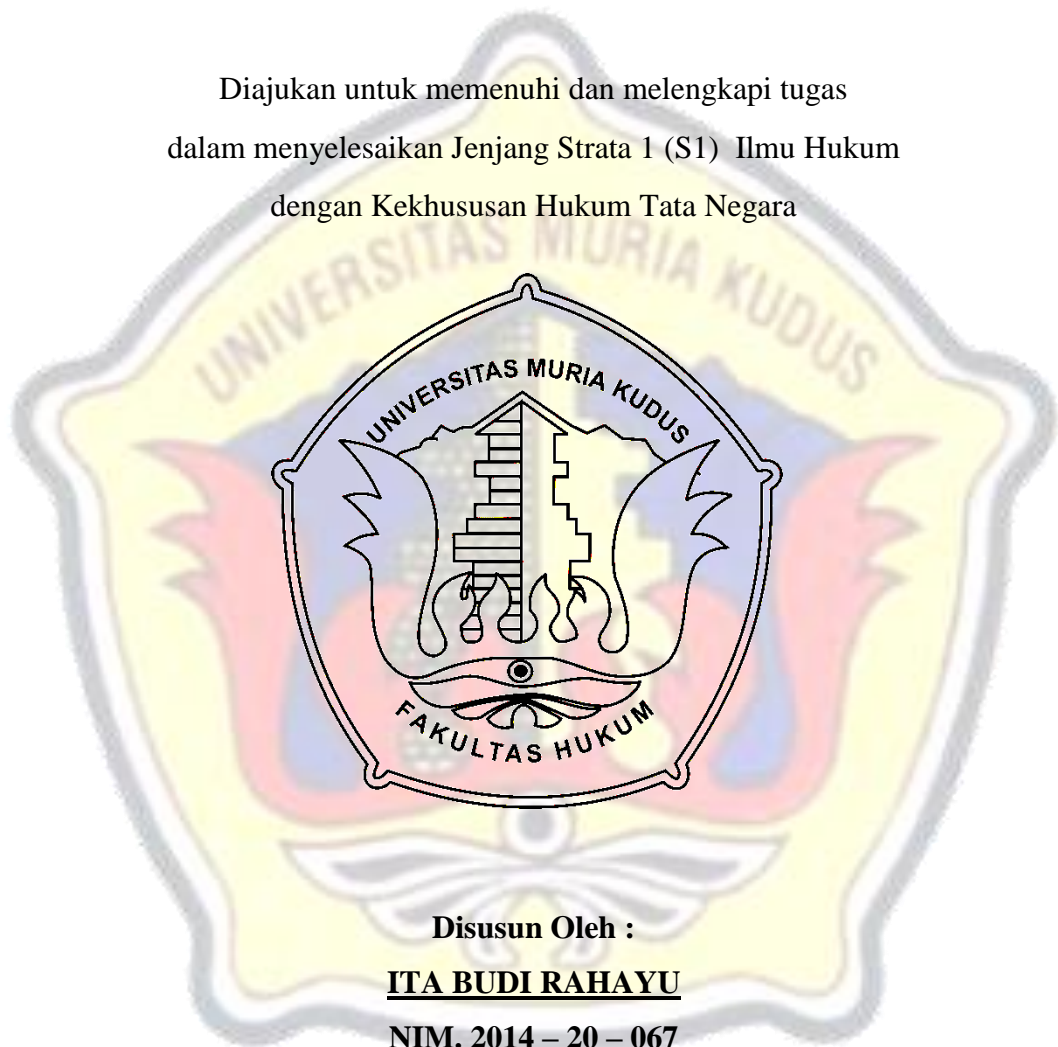 Diajukan untuk memenuhi dan melengkapi tugas
dalam menyelesaikan Jenjang Strata 1 (S1) Ilmu Hukum
dengan Kekhususan Hukum Tata Negara
UNIVERSITAS MURIA KUDUS
UNIVERSITAS MURIA KUDUS
FAKULTAS HUKUM
Disusun Oleh :
ITA BUDI RAHAYU
NIM. 2014 – 20 – 067